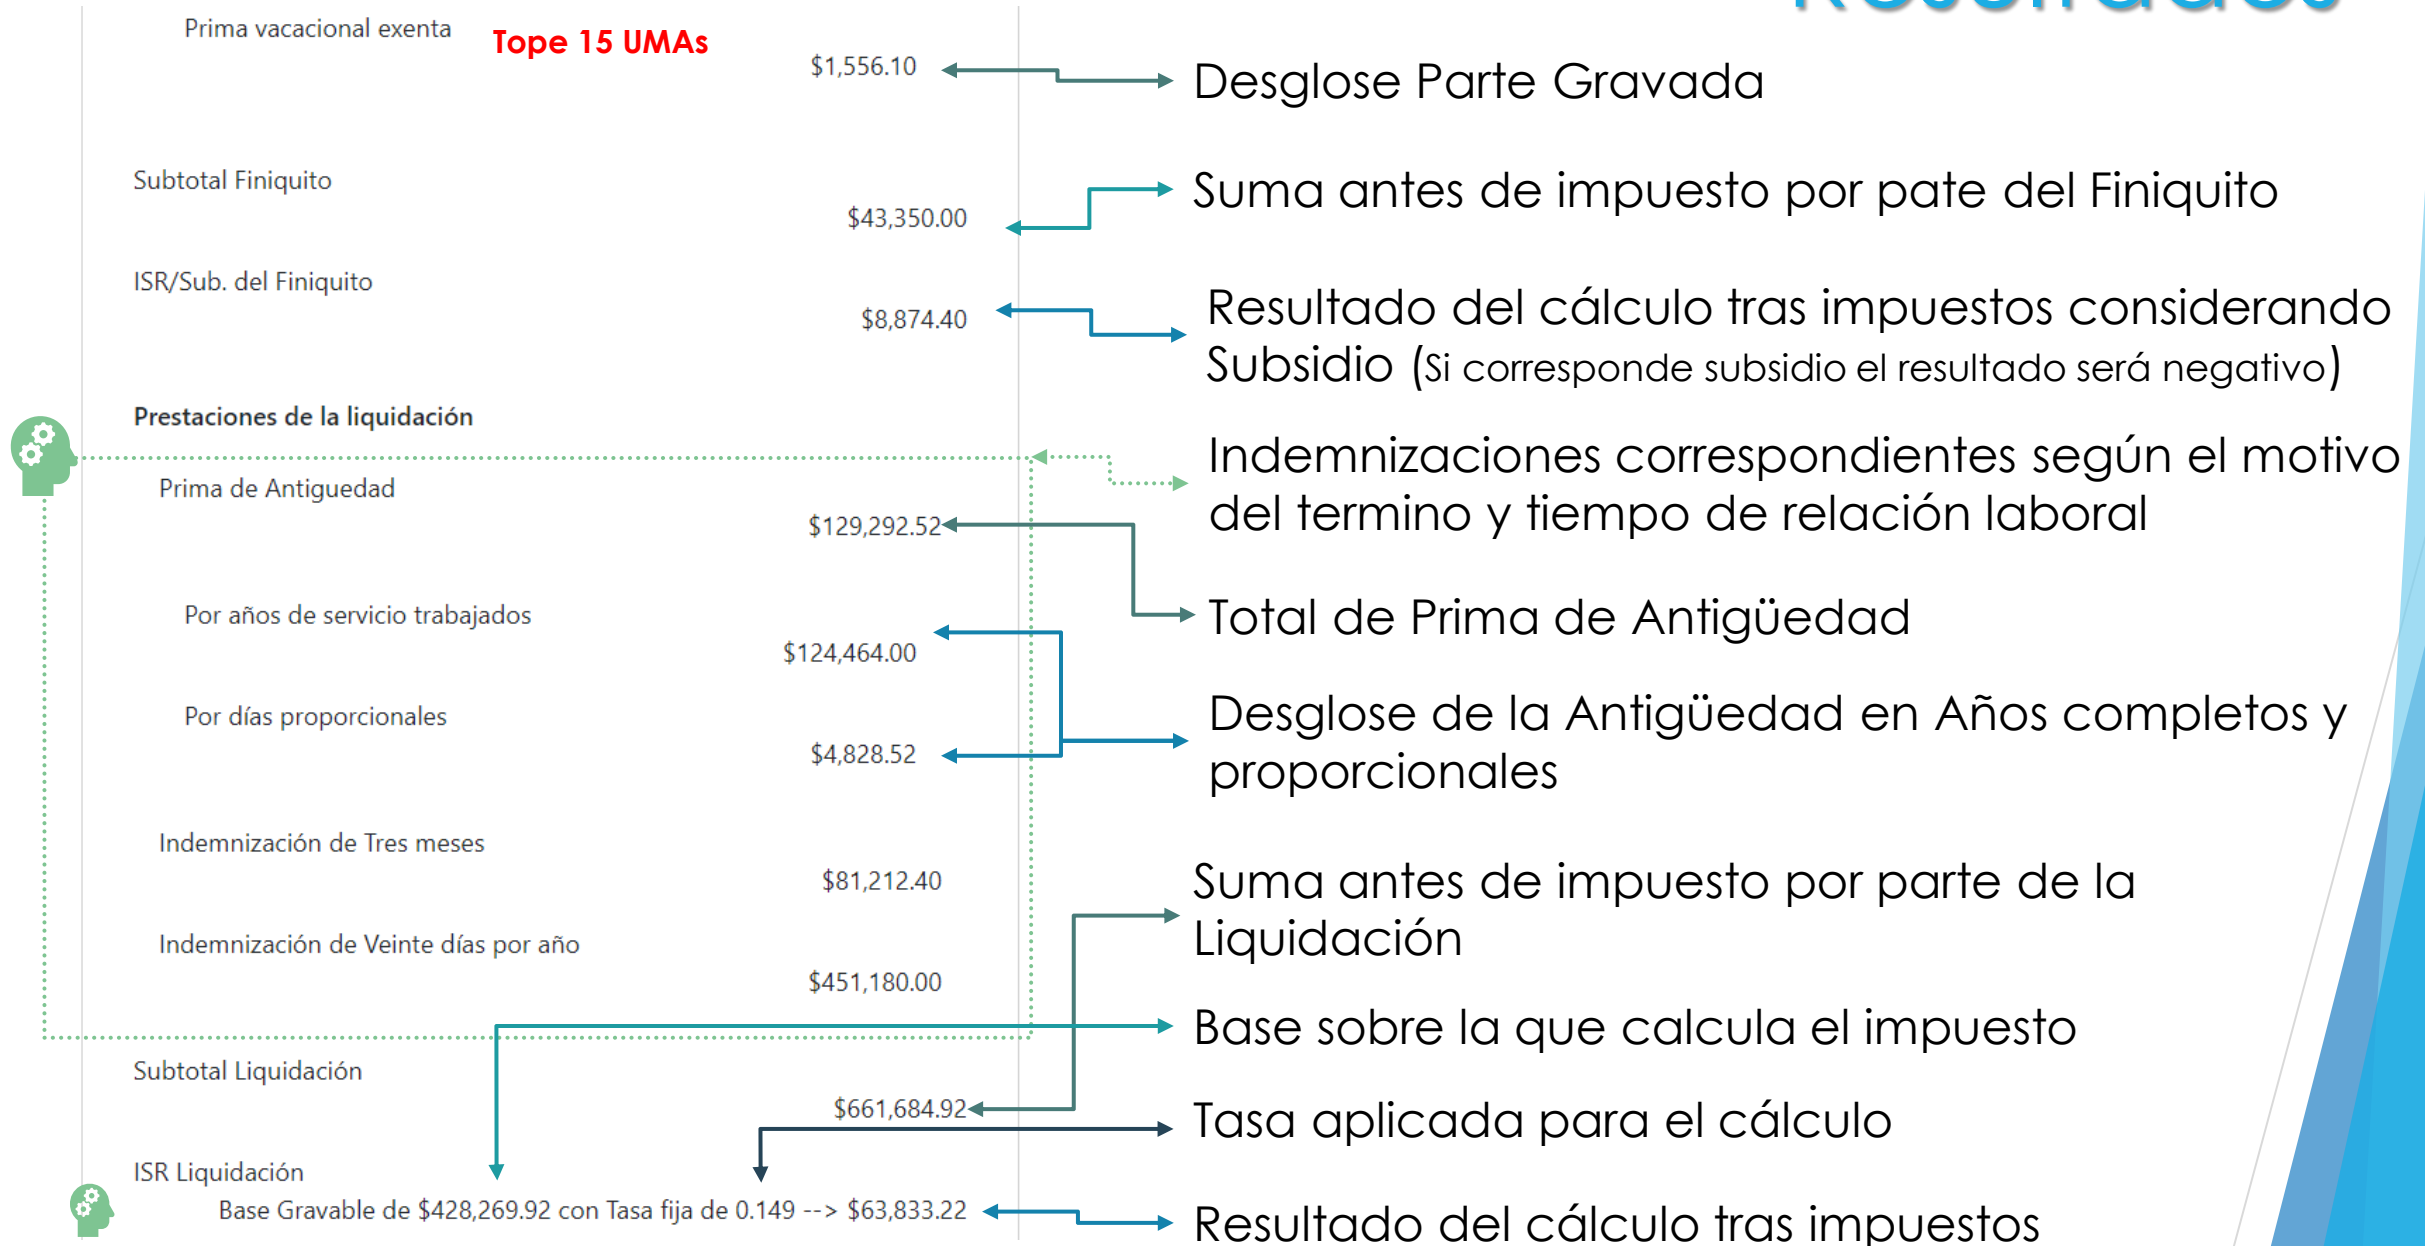 Resultados
Prima vacacional exenta
Tope 15 UMAs
$1,556.10
Desglose Parte Gravada
Subtotal Finiquito
$43,350.00
Suma antes de impuesto por pate del Finiquito
ISR/Sub. del Finiquito
$8,874.40
Resultado del cálculo tras impuestos considerando
Subsidio (Si corresponde subsidio el resultado será negativo)
Prestaciones de la liquidación
Indemnizaciones correspondientes según el motivo
del termino y tiempo de relación laboral
Prima de Antiguedad
$129,292.52
Total de Prima de Antigüedad
Por años de servicio trabajados
$124,464.00
Por días proporcionales
$4,828.52
Desglose de la Antigüedad en Años completos y
proporcionales
Indemnización de Tres meses
$81,212.40
Indemnización de Veinte días por año
$451,180.00
Suma antes de impuesto por parte de la
Liquidación
Base sobre la que calcula el impuesto
Subtotal Liquidación
$661,684.92
Tasa aplicada para el cálculo
ISR Liquidación
Base Gravable de $428,269.92 con Tasa fija de 0.149 --> $63,833.22
Resultado del cálculo tras impuestos